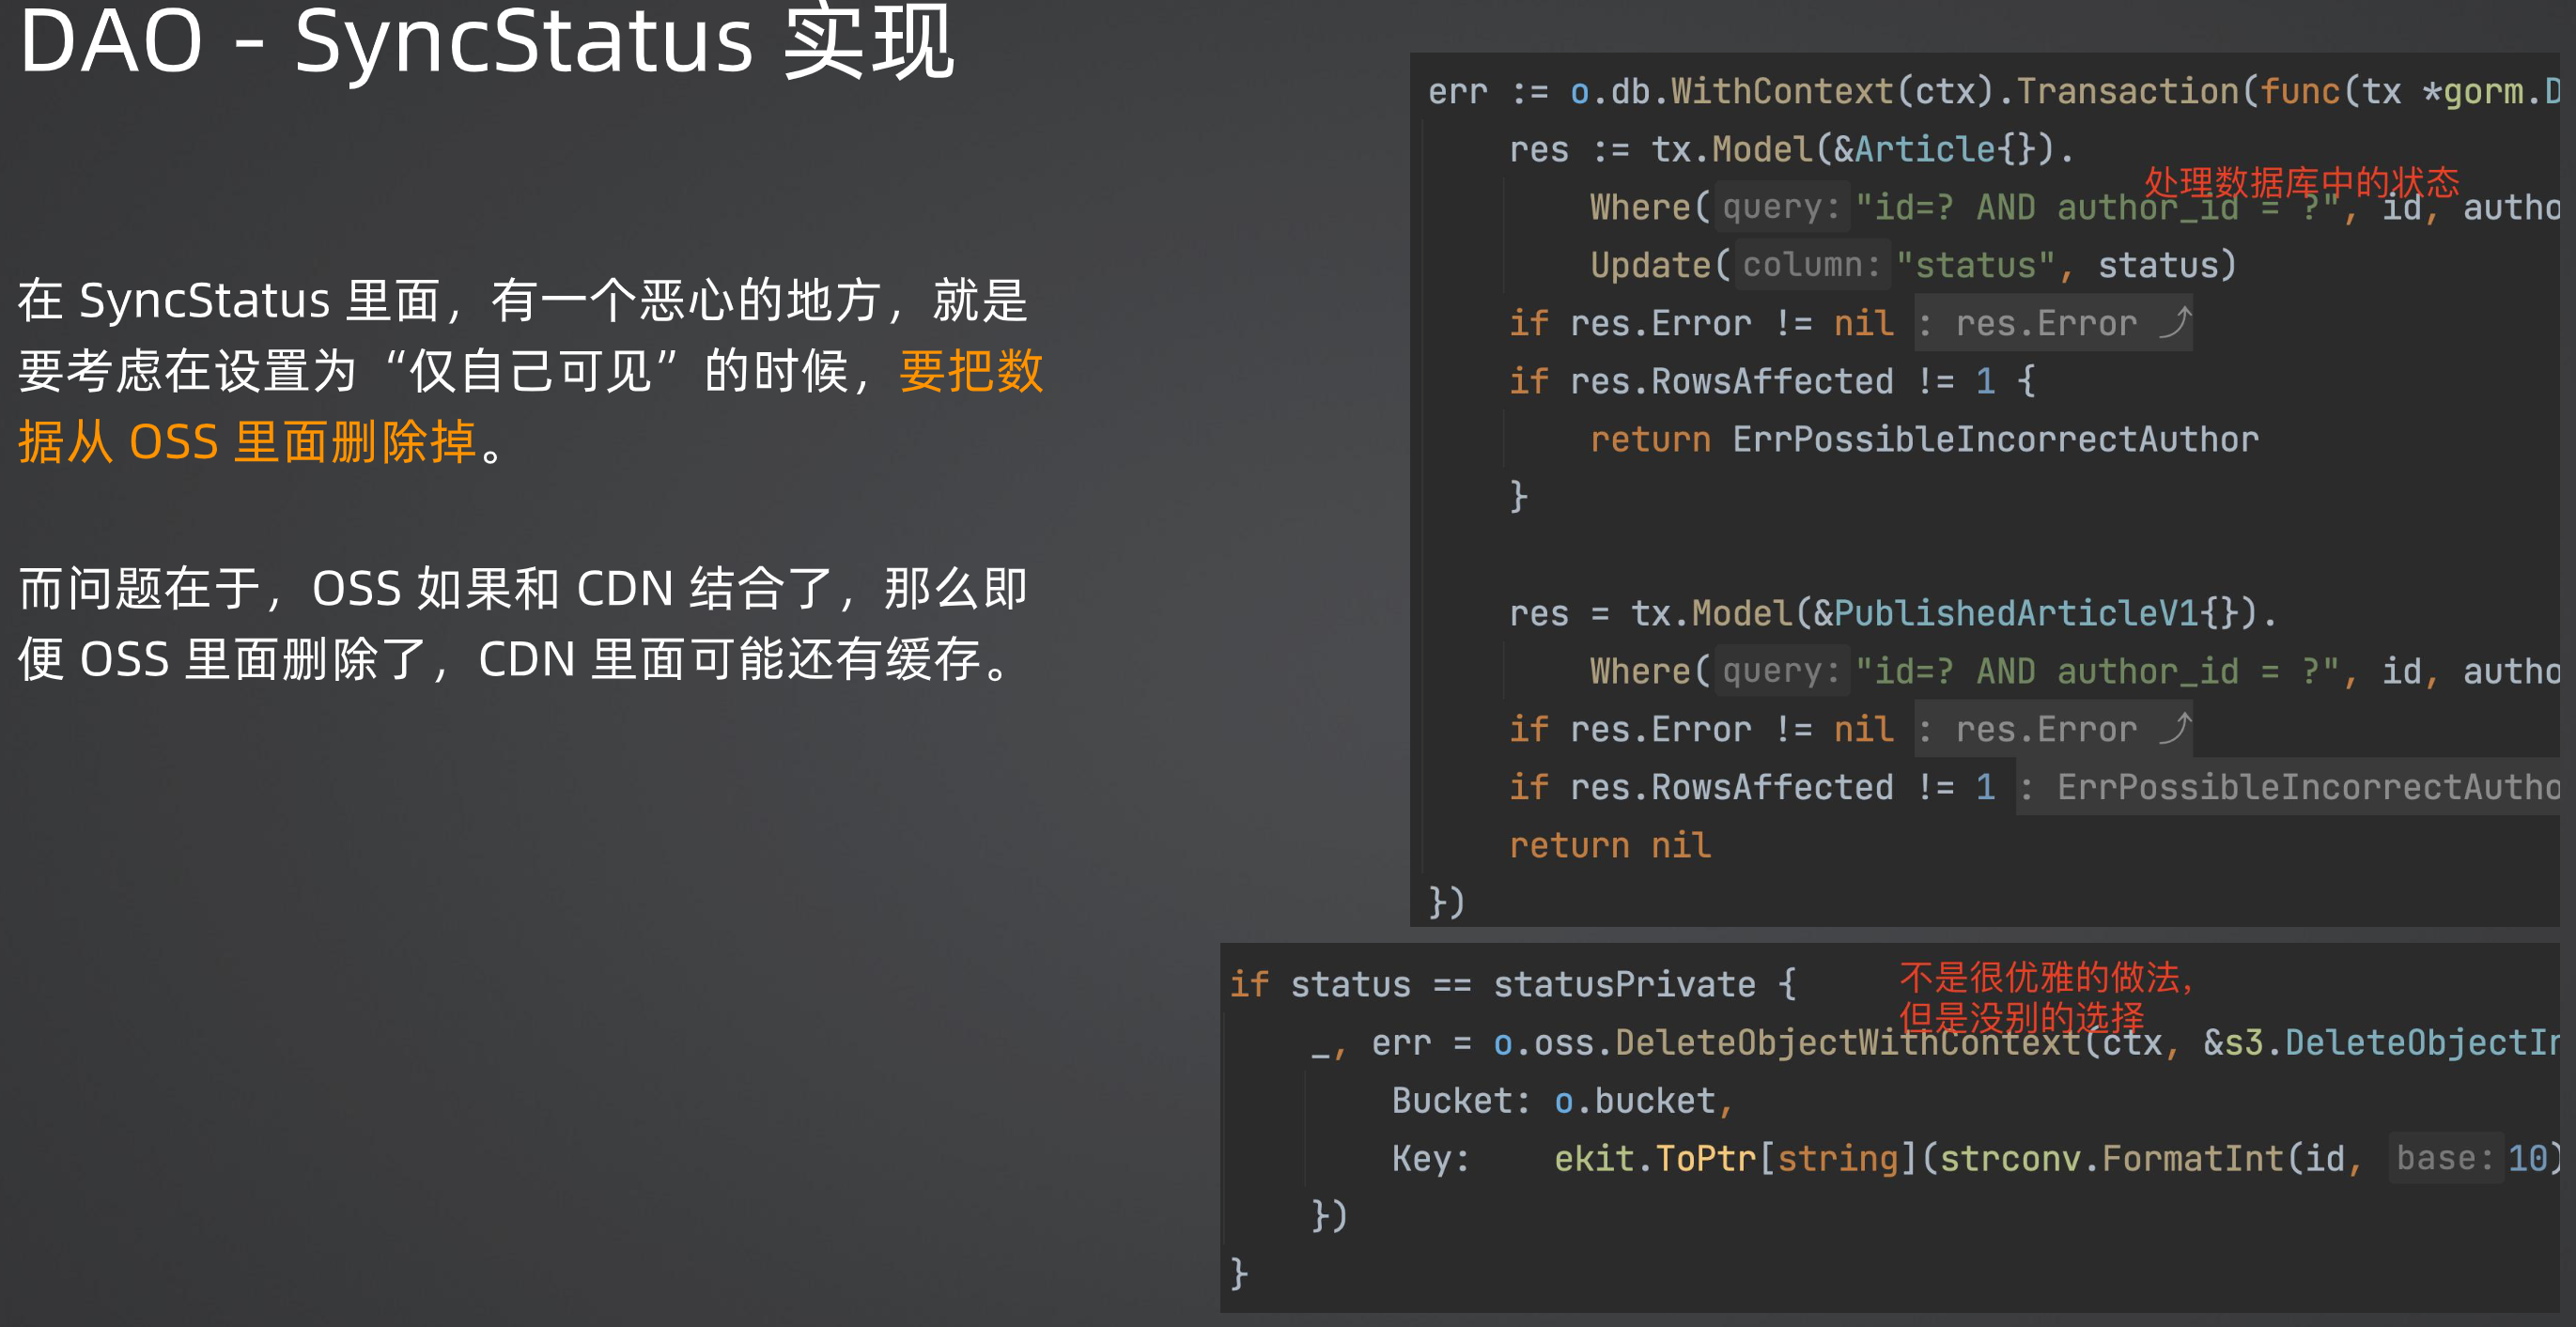 DAO - SyncStatus 实现
在 SyncStatus 里面，有一个恶心的地方，就是
要考虑在设置为“仅自己可见”的时候，要把数
据从 OSS 里面删除掉。
而问题在于，OSS 如果和 CDN 结合了，那么即
便 OSS 里面删除了，CDN 里面可能还有缓存。
err := o.db.WithContext(ctx).Transaction(func(tx *gorm.D
res := tx.Model(&Article{}).
处理数据库中的状态
Where( query: "id=? AND author_id = ?", id, autho
Update( column: "status", status)
if res.Error != nil : res.Error ⤴
if res.RowsAffected != 1 {
return ErrPossibleIncorrectAuthor
}
res = tx.Model(&PublishedArticleV1{}).
Where( query: "id=? AND author_id = ?", id, autho
if res.Error != nil : res.Error ⤴
if res.RowsAffected != 1 : ErrPossibleIncorrectAutho
return nil
})
if status == statusPrivate {
不是很优雅的做法，
但是没别的选择
_, err = o.oss.DeleteObjectWithContext(ctx, &s3.DeleteObjectIn
Bucket: o.bucket,
Key: ekit.ToPtr[string](strconv.FormatInt(id, base: 10)
})
}